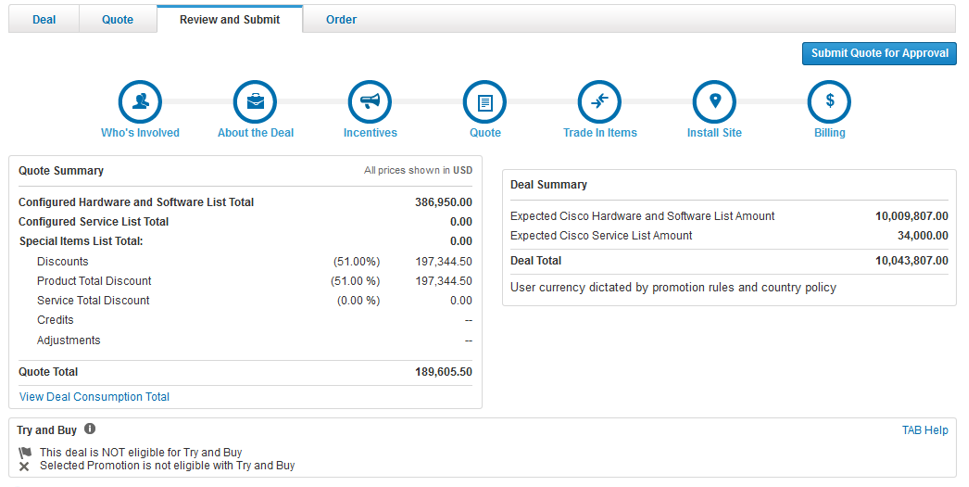 Deal Quote Review and Submit Order
Submit Quote for Approval
Who's Involved About the Deal Incentives Quote Trade In Items Install Site Billing
Quote Summary All prices shown in USD
Configured Hardware and Software List Total 386,950.00
Configured Service List Total 0.00
Special Items List Total: 0.00
Discounts (51.00%) 197,344.50
Product Total Discount (51.00 %) 197,344.50
Service Total Discount (0.00 %) 0.00
Credits --
Adjustments --
Quote Total 189,605.50
View Deal Consumption Total
Deal Summary
Expected Cisco Hardware and Software List Amount 10,009,807.00
Expected Cisco Service List Amount 34,000.00
Deal Total 10,043,807.00
User currency dictated by promotion rules and country policy
Try and Buy i TAB Help
This deal is NOT eligible for Try and Buy
Selected Promotion is not eligible with Try and Buy